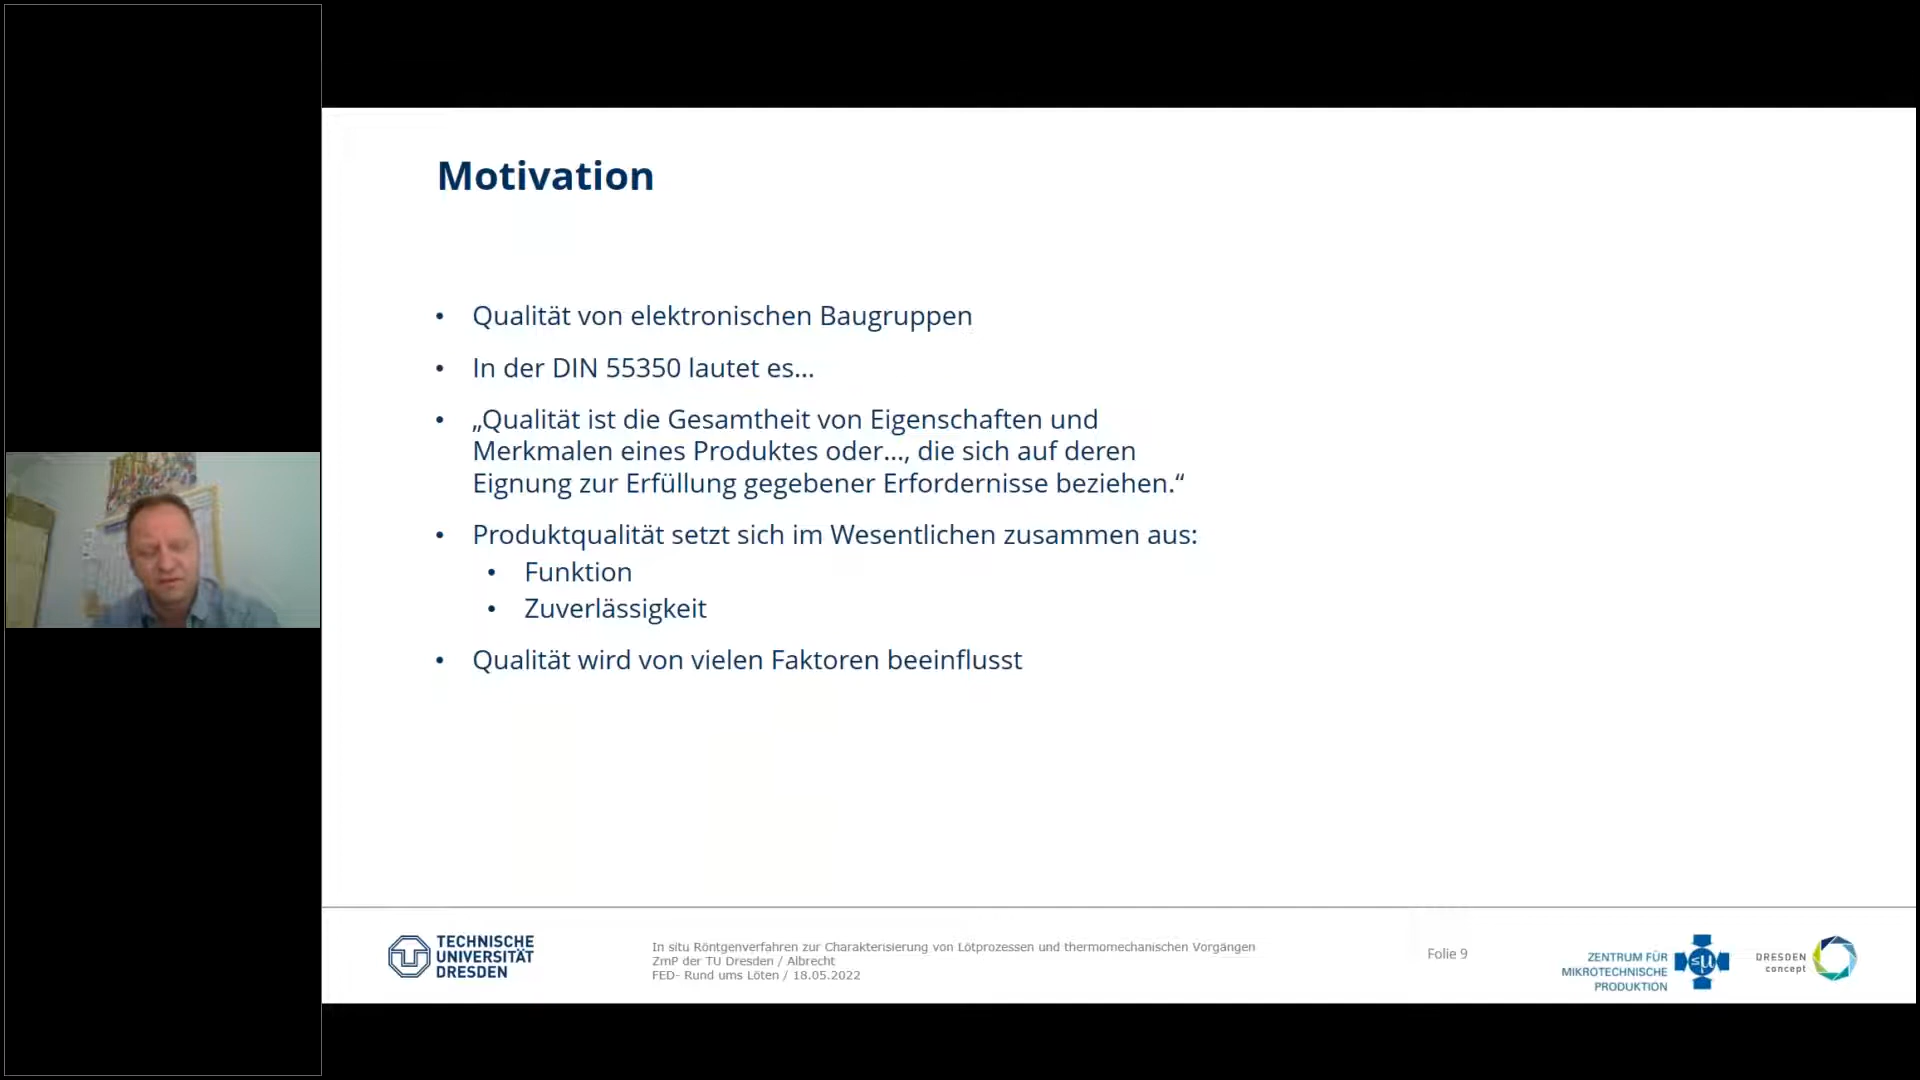 Motivation
• Qualität von elektronischen Baugruppen
• In der DIN 55350 lautet es...
• „Qualität ist die Gesamtheit von Eigenschaften und
Merkmalen eines Produktes oder..., die sich auf deren
Eignung zur Erfüllung gegebener Erfordernisse beziehen.“
• Produktqualität setzt sich im Wesentlichen zusammen aus:
• Funktion
• Zuverlässigkeit
• Qualität wird von vielen Faktoren beeinflusst
TECHNISCHE
UNIVERSITÄT
DRESDEN
In situ Röntgenverfahren zur Charakterisierung von Lötprozessen und thermomechanischen Vorgängen
ZmP der TU Dresden / Albrecht
FED- Rund ums Löten / 18.05.2022
Folie 9
ZENTRUM FÜR
MIKROTECHNISCHE
PRODUKTION
sμ
DRESDEN
concept